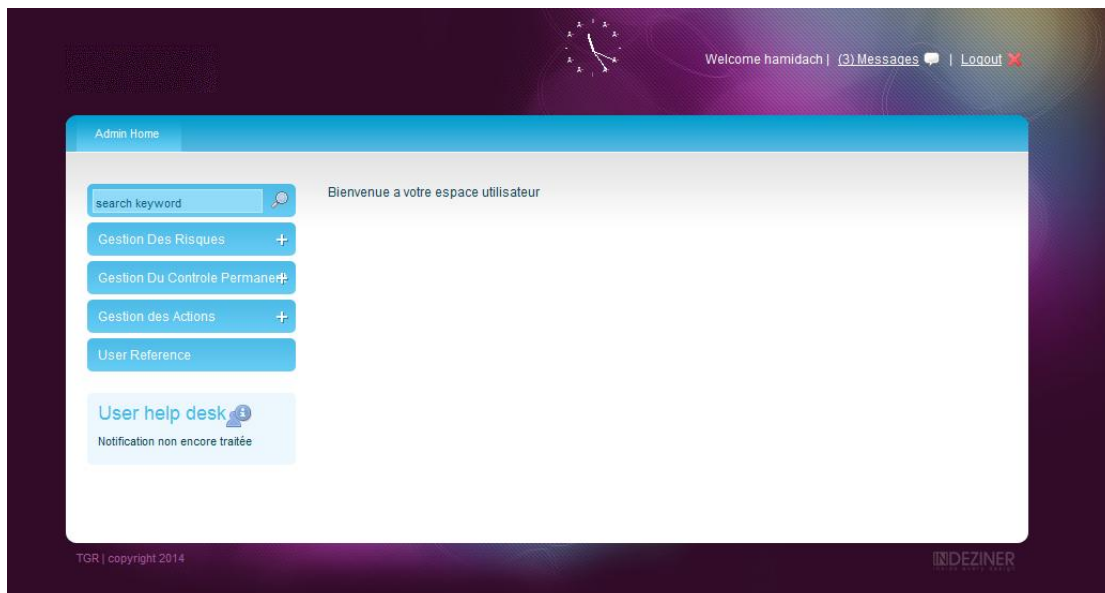 Welcome hamidach | (3) Messages | Logout
Admin Home
search keyword
Bienvenue a votre espace utilisateur
Gestion Des Risques
Gestion Du Controle Permanent
Gestion des Actions
User Reference
User help desk
Notification non encore traitée
TGR | copyright 2014
INDEZINER